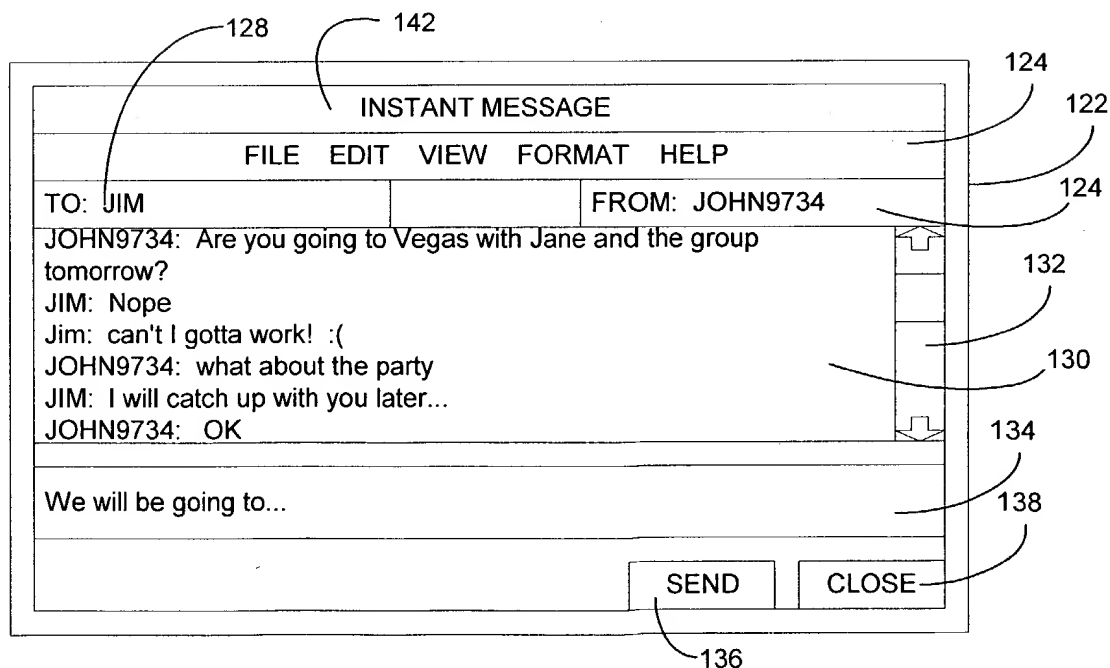 128
142
124
INSTANT MESSAGE
122
FILE EDIT VIEW FORMAT HELP
TO: JIM
FROM: JOHN9734
124
JOHN9734: Are you going to Vegas with Jane and the group
tomorrow?
132
JIM: Nope
Jim: can't I gotta work! :(
JOHN9734: what about the party
130
JIM: I will catch up with you later...
JOHN9734: OK
134
We will be going to...
138
SEND
CLOSE
136